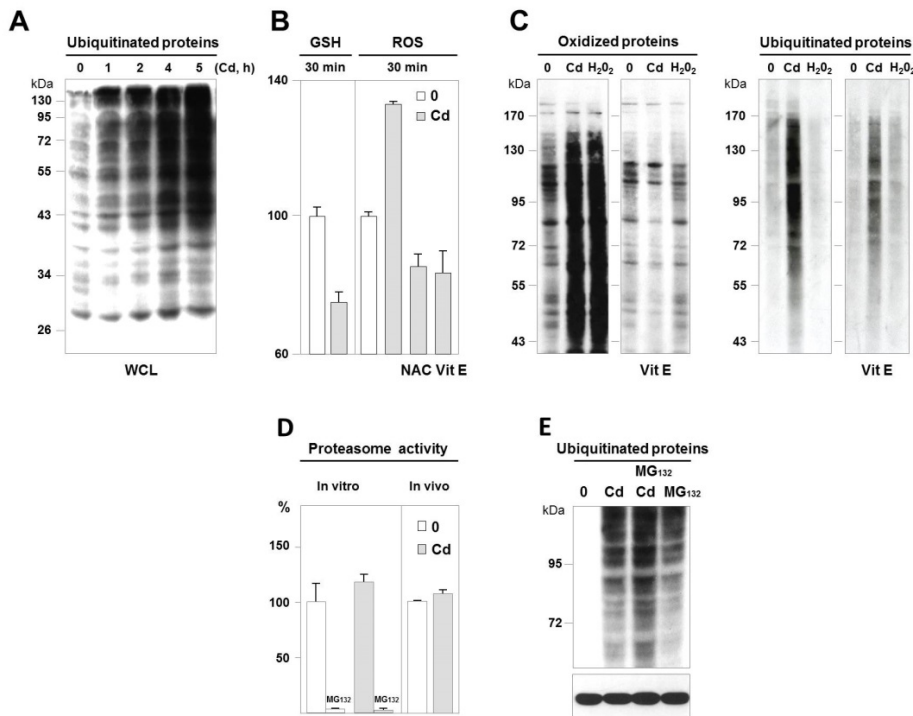 A
Ubiquitinated proteins
0 1 2 4 5 (Cd, h)
kDa
130
95
72
55
43
34
26
WCL
B
GSH ROS
30 min 30 min
140
0
Cd
100
60
NAC Vit E
C
Oxidized proteins
0 Cd H₂O₂ 0 Cd H₂O₂
kDa
170
130
95
72
55
43
Vit E
Ubiquitinated proteins
0 Cd H₂O₂ 0 Cd H₂O₂
170
130
95
72
55
43
Vit E
D
Proteasome activity
In vitro In vivo
%
0
Cd
150
100
50
MG₁₃₂ MG₁₃₂
E
Ubiquitinated proteins
MG₁₃₂
0 Cd Cd MG₁₃₂
kDa
95
72